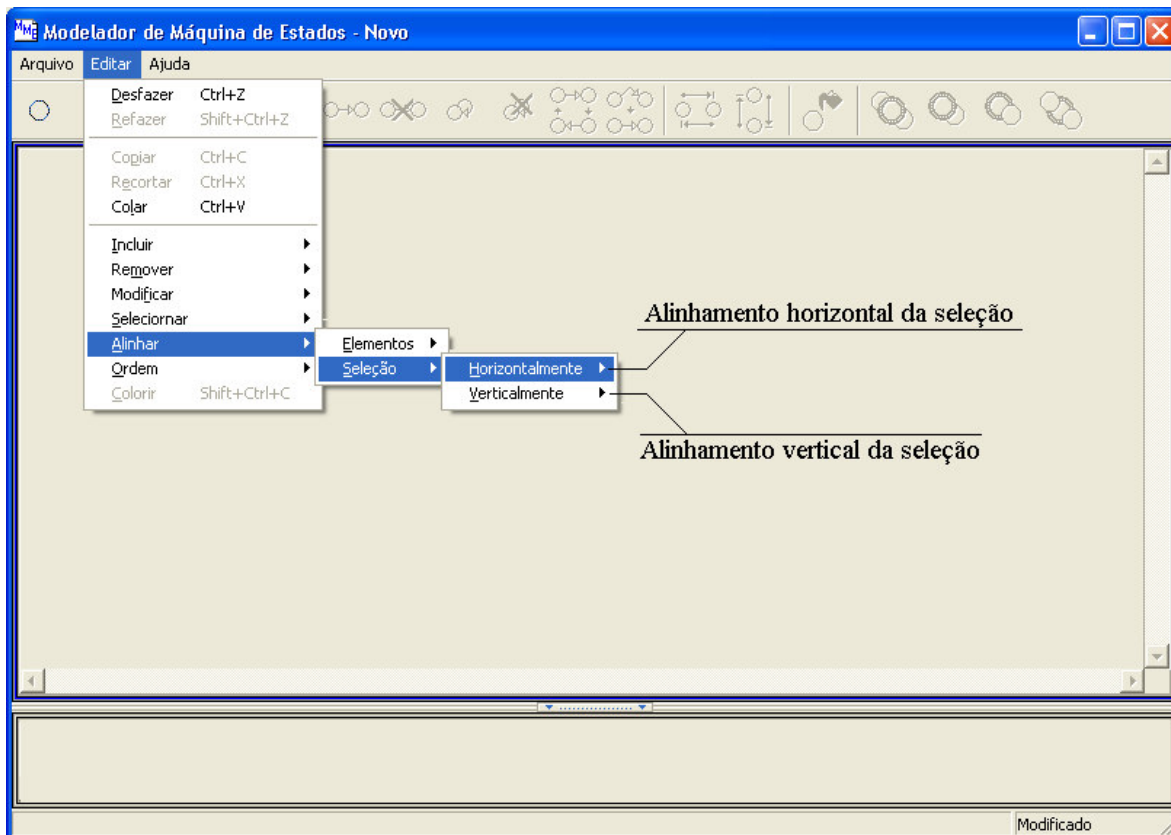 Modelador de Máquina de Estados - Novo
Arquivo Editar Ajuda
Desfazer Ctrl+Z
Refazer Shift+Ctrl+Z
Copiar Ctrl+C
Recortar Ctrl+X
Colar Ctrl+V
Incluir
Remover
Modificar
Seleciornar
Alinhar
Ordem
Colorir Shift+Ctrl+C
Elementos
Seleção
Horizontalmente
Verticalmente
Alinhamento horizontal da seleção
Alinhamento vertical da seleção
Modificado